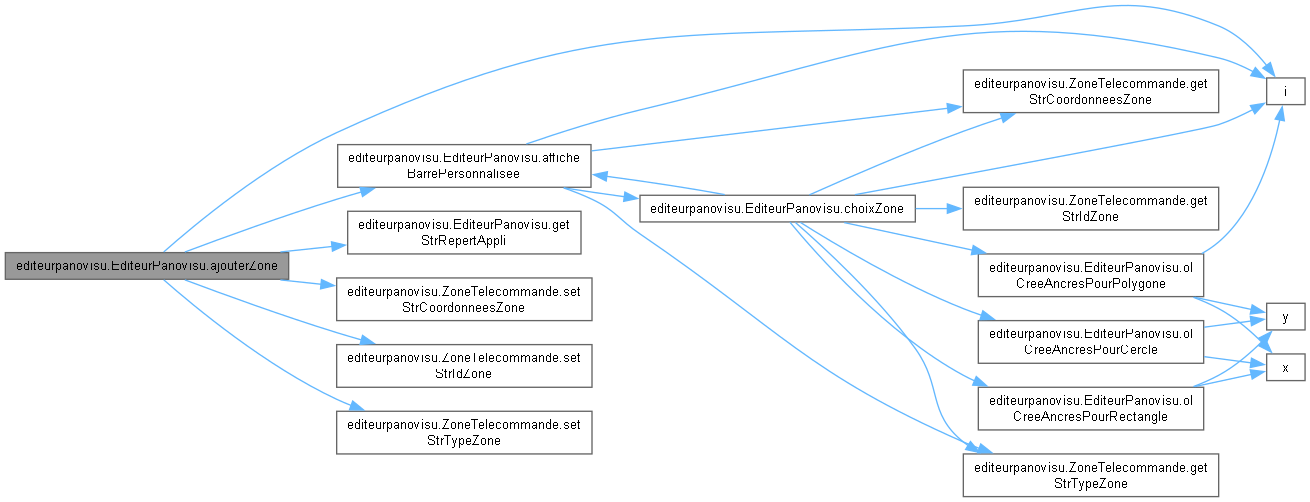 editeurpanovisu.EditeurPanovisu.ajouterZone
editeurpanovisu.EditeurPanovisu.affiche
BarrePersonnalisee
editeurpanovisu.EditeurPanovisu.get
StrRepertAppli
editeurpanovisu.ZoneTelecommande.set
StrCoordonneesZone
editeurpanovisu.ZoneTelecommande.set
StrIdZone
editeurpanovisu.ZoneTelecommande.set
StrTypeZone
editeurpanovisu.EditeurPanovisu.choixZone
editeurpanovisu.ZoneTelecommande.get
StrCoordonneesZone
editeurpanovisu.ZoneTelecommande.get
StrIdZone
editeurpanovisu.EditeurPanovisu.ol
CreeAncresPourPolygone
editeurpanovisu.EditeurPanovisu.ol
CreeAncresPourCercle
editeurpanovisu.EditeurPanovisu.ol
CreeAncresPourRectangle
editeurpanovisu.ZoneTelecommande.get
StrTypeZone
i
y
x